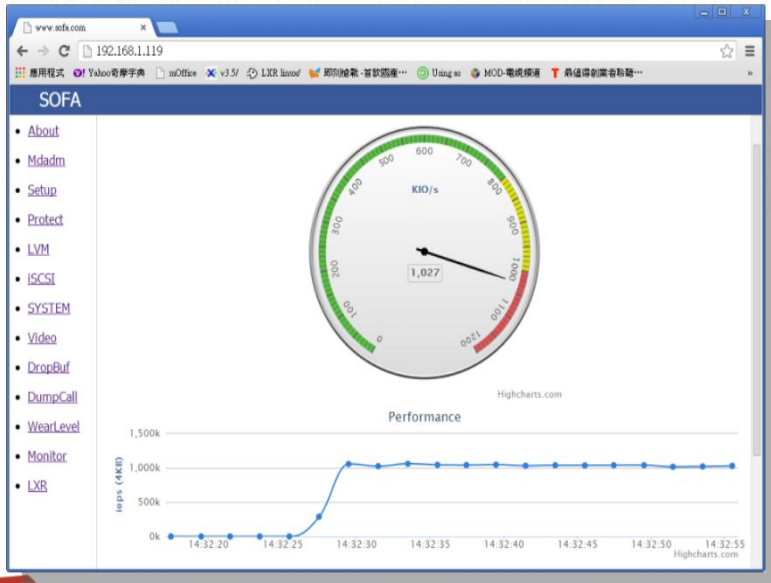 www.sofa.com
192.168.1.119
應用程式 Yahoo奇摩字典 mOffice v3.5/ LXR linux/ Using as MOD-電視頻道
SOFA
About
Mdadm
Setup
Protect
LVM
ISCSI
SYSTEM
Video
DropBuf
DumpCall
WearLevel
Monitor
LXR
0 100 200 300 400 500 600 700 800 900 1000 1100 1200
KIO/s
1,027
Highcharts.com
Performance
iops (4KB)
1,500k
1,000k
500k
0k
14:32:20 14:32:25 14:32:30 14:32:35 14:32:40 14:32:45 14:32:50 14:32:55
Highcharts.com